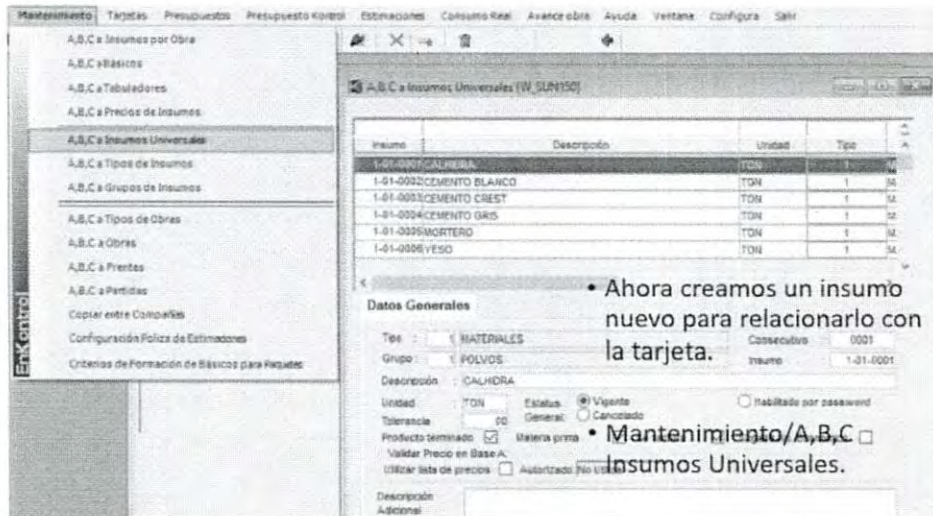 Mantenimiento Tarjetas Presupuestos Presupuesto Kontrol Estimaciones Consumo Real Avance obra Ayuda Ventana Configura Salir
A,B,C a Insumos por Obra
A,B,C a Básicos
A,B,C a Tabuladores
A,B,C a Precios de Insumos
A,B,C a Insumos Universales
A,B,C a Tipos de Insumos
A,B,C a Grupos de Insumos
A,B,C a Tipos de Obras
A,B,C a Obras
A,B,C a Frentes
A,B,C a Partidas
Copiar entre Compañías
Configuración Poliza de Estimaciones
Criterios de Formación de Básicos para Paquetes
EnKontrol
A,B,C a Insumos Universales (W_SUN150)
Insumo Descripción Unidad Tipo
1-01-0001 CALHIDRA TON 1 M
1-01-0002 CEMENTO BLANCO TON 1 M
1-01-0003 CEMENTO CREST TON 1 M
1-01-0004 CEMENTO GRIS TON 1 M
1-01-0005 MORTERO TON 1 M
1-01-0006 YESO TON 1 M
Datos Generales
Tipo : 1 MATERIALES Consecutivo 0001
Grupo : 1 POLVOS Insumo 1-01-0001
Descripción : CALHIDRA
Unidad : TON Estatus General: Vigente Cancelado Habilitado por password
Tolerancia .00
Producto terminado Materia prima
Validar Precio en Base A:
Utilizar lista de precios Autorizado No
Descripción Adicional
• Ahora creamos un insumo
nuevo para relacionarlo con
la tarjeta.
• Mantenimiento/A,B,C
Insumos Universales.